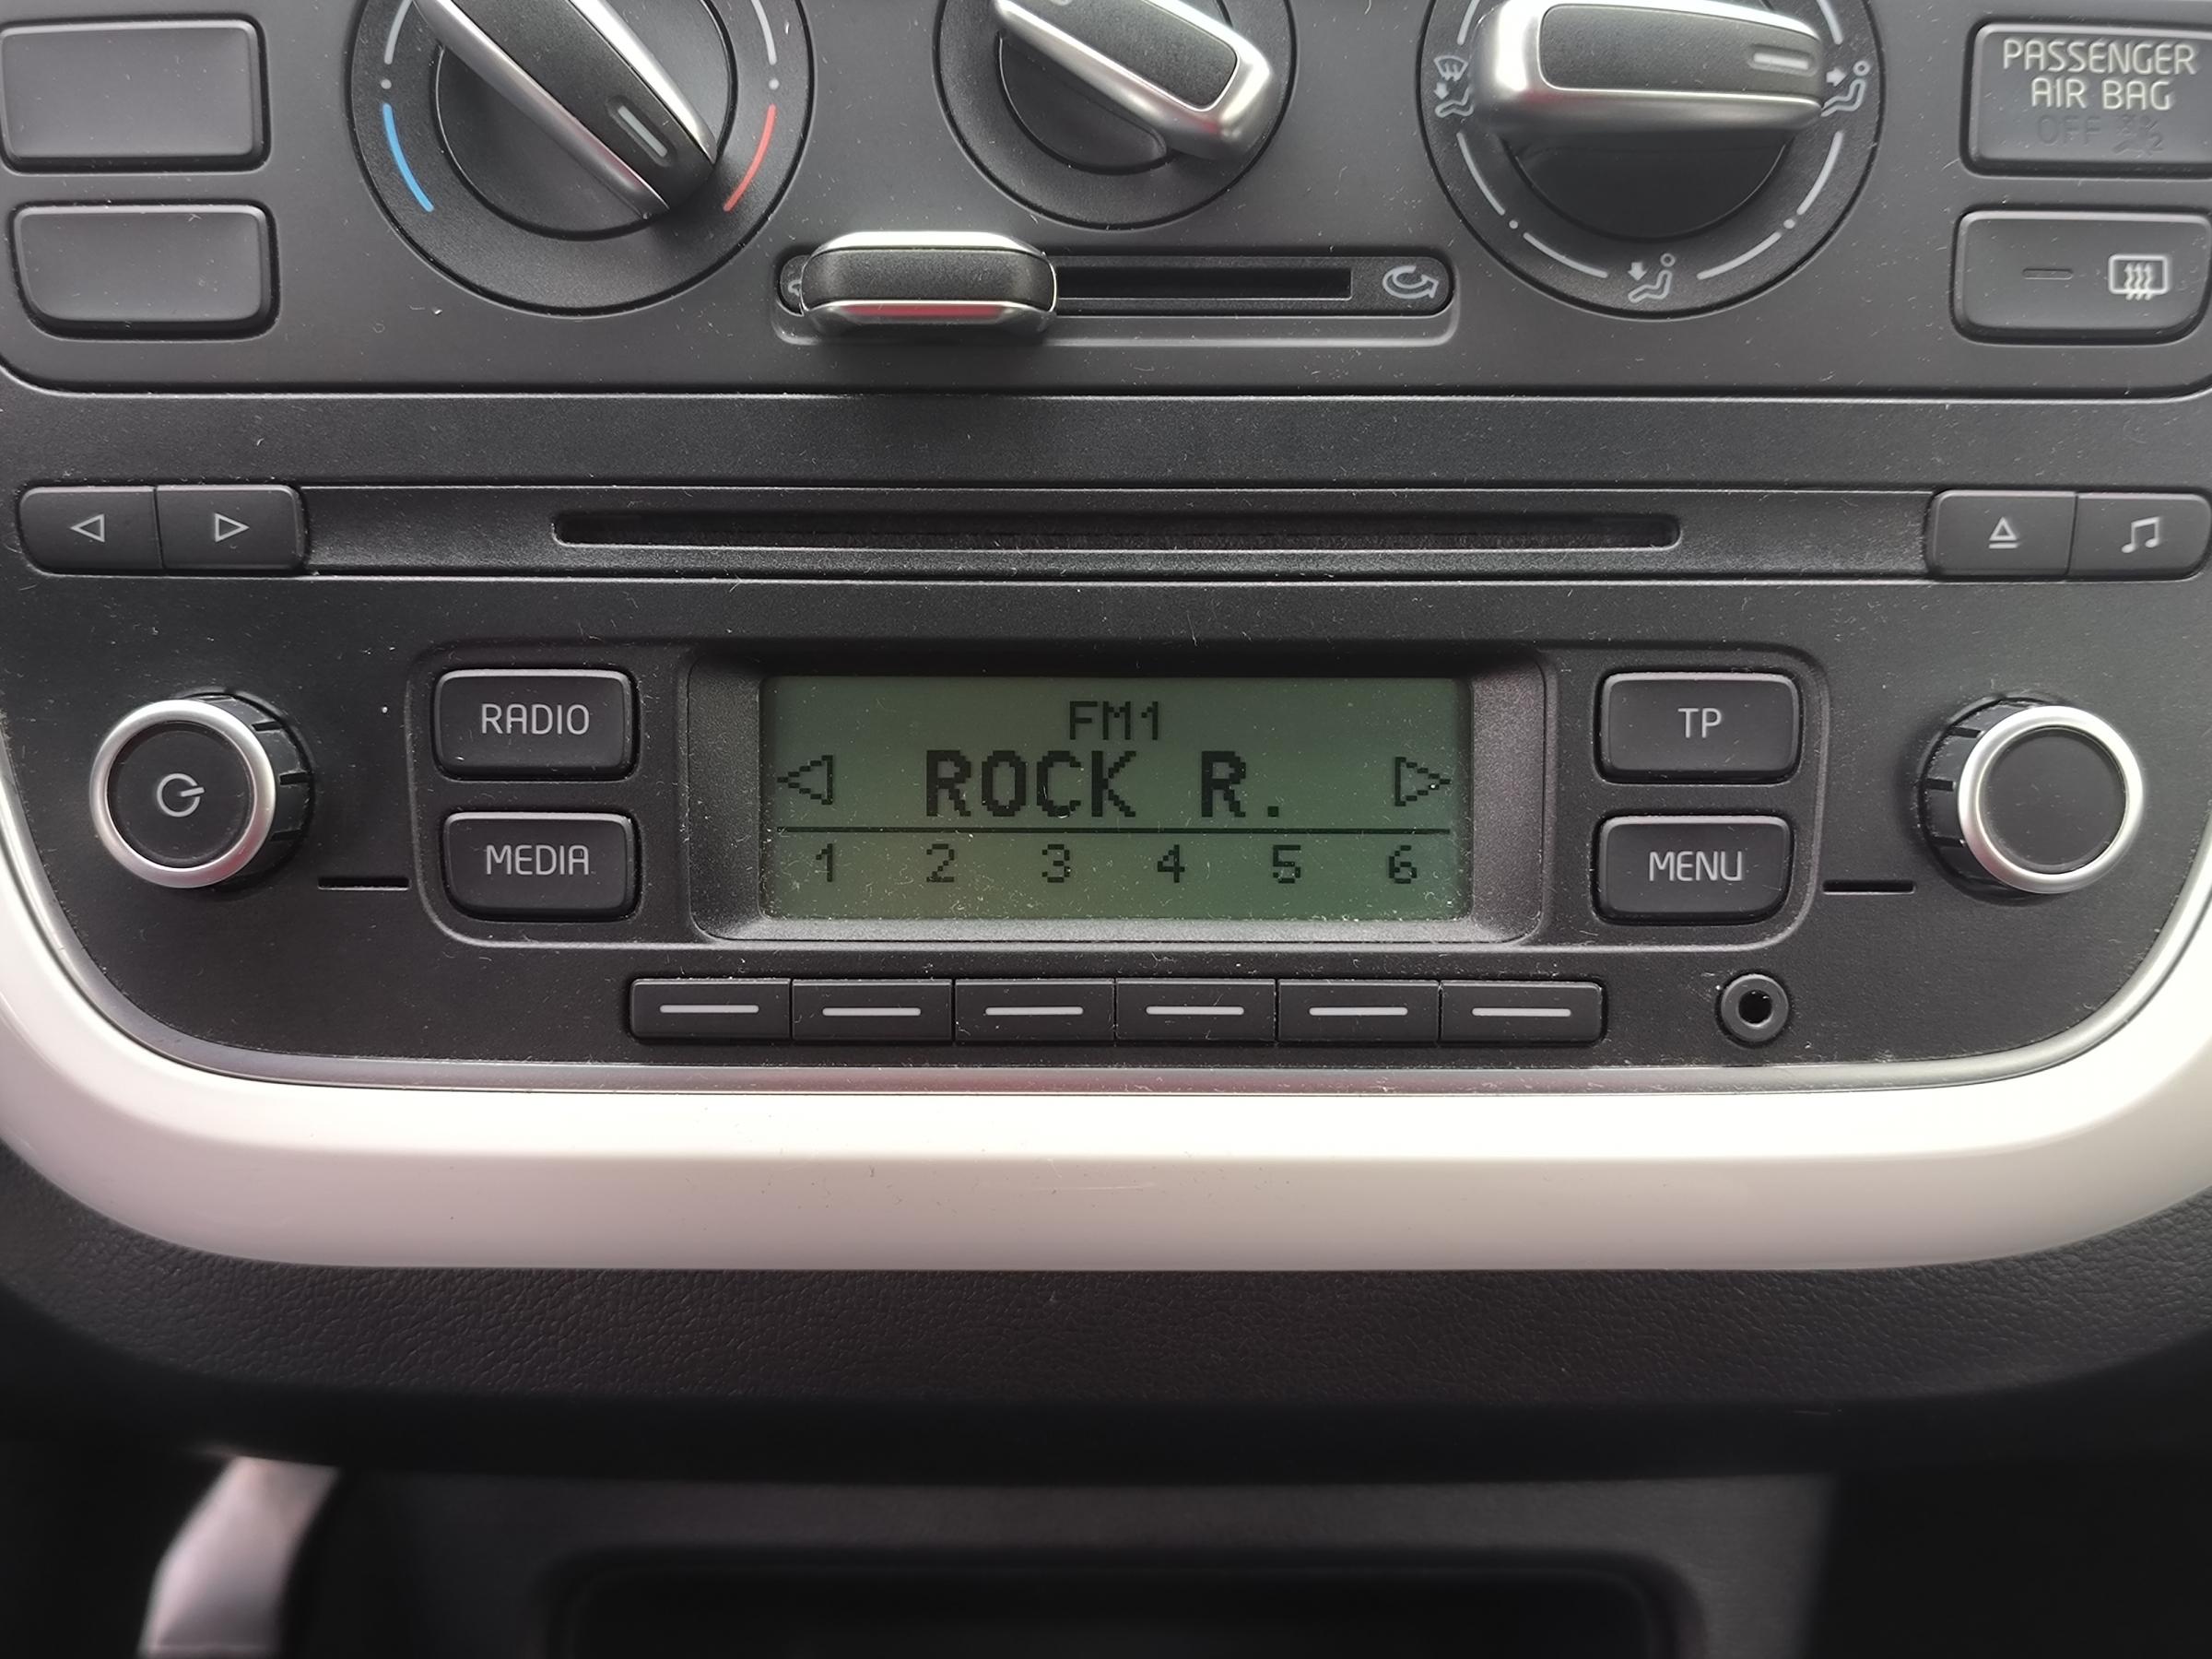 PASSENGER
AIR BAG
OFF
RADIO
MEDIA
FM1
ROCK R.
1 2 3 4 5 6
TP
MENU